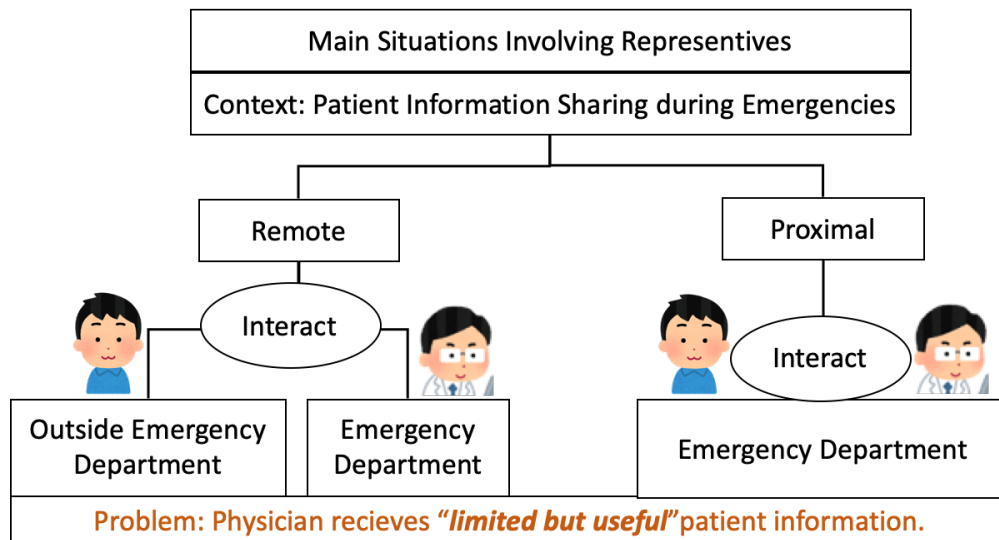 Main Situations Involving Representives
Context: Patient Information Sharing during Emergencies
Remote
Proximal
Interact
Interact
Outside Emergency
Department
Emergency
Department
Emergency Department
Problem: Physician recieves “limited but useful”patient information.